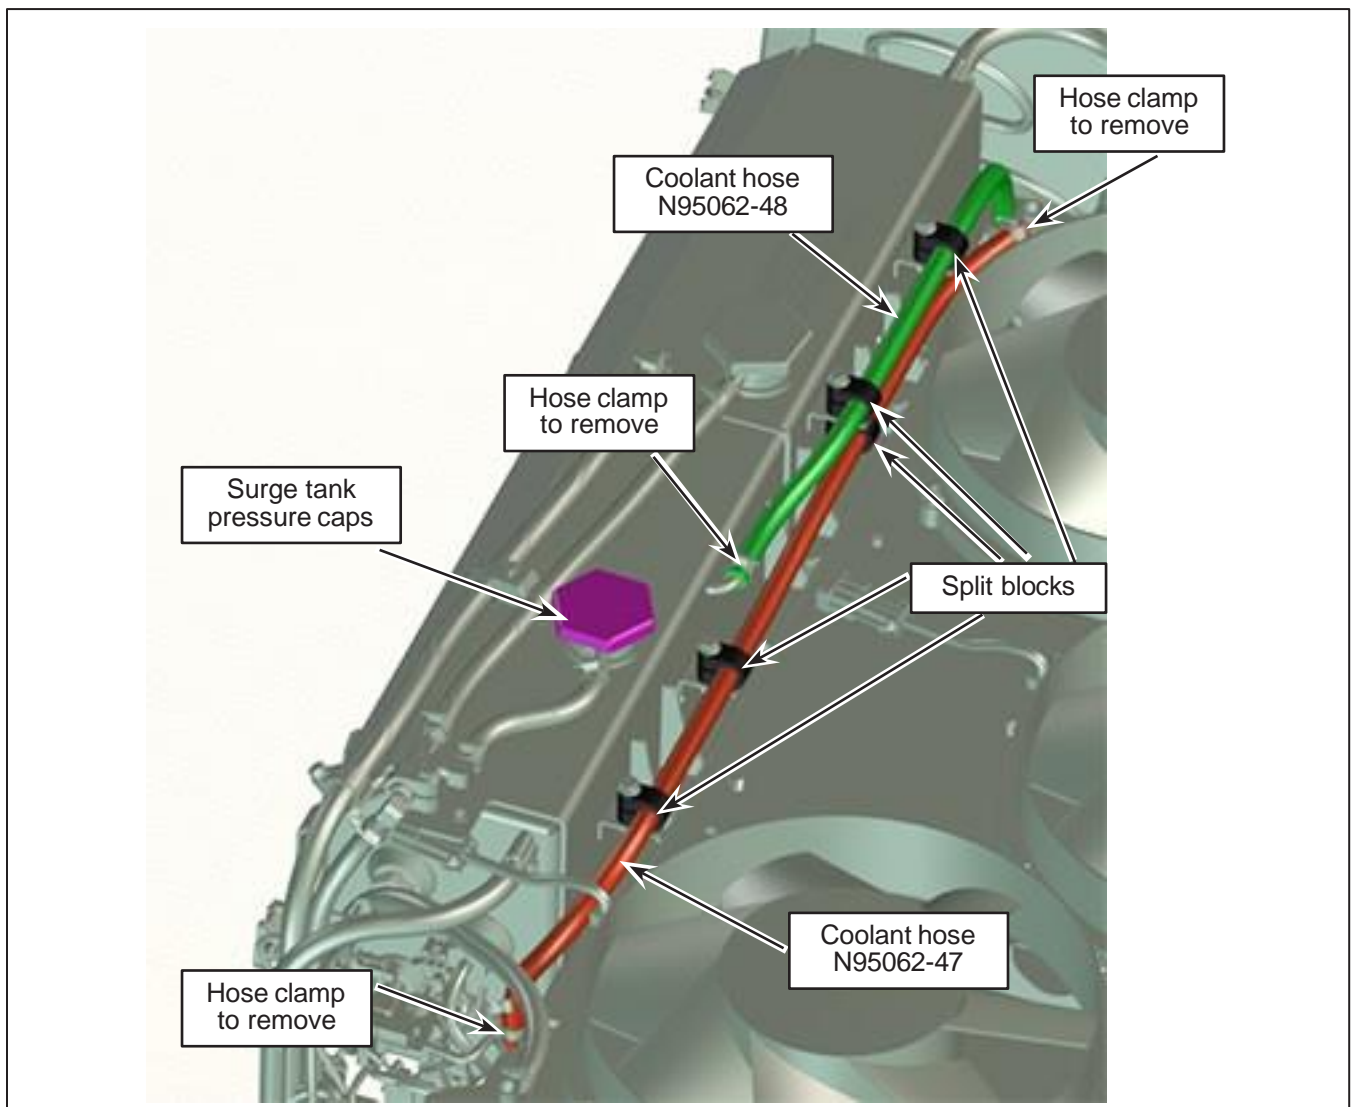 Hose clamp
to remove
Coolant hose
N95062-48
Hose clamp
to remove
Surge tank
pressure caps
Split blocks
Coolant hose
N95062-47
Hose clamp
to remove